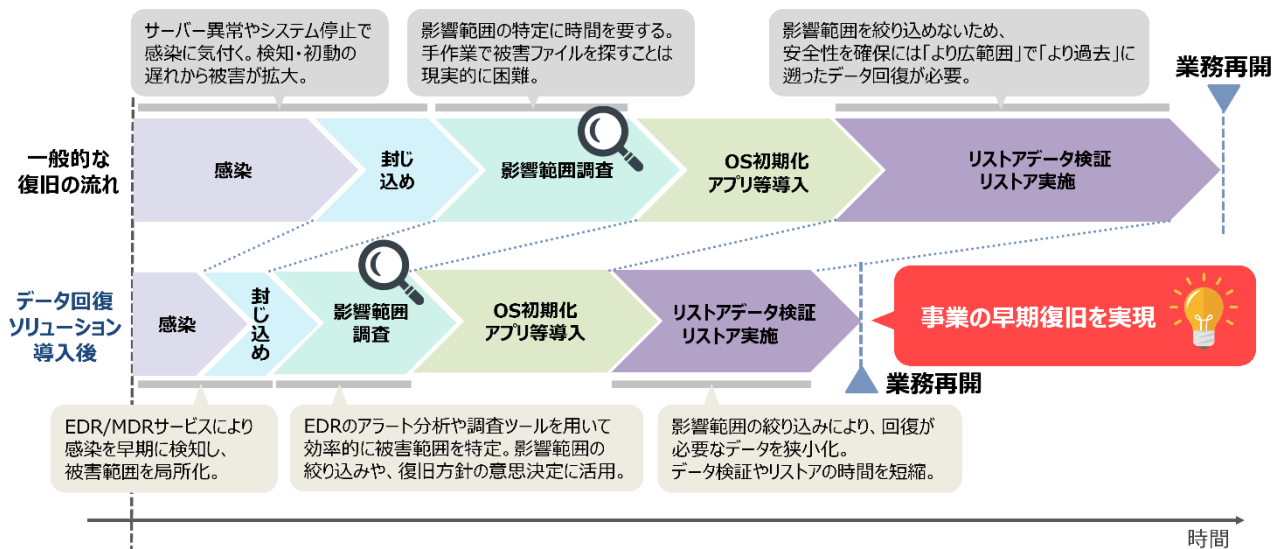 サーバー異常やシステム停止で
感染に気付く。検知・初動の
遅れから被害が拡大。
影響範囲の特定に時間を要する。
手作業で被害ファイルを探すことは
現実的に困難。
影響範囲を絞り込めないため、
安全性を確保には「より広範囲」で「より過去」に
遡ったデータ回復が必要。
業務再開
一般的な
復旧の流れ
感染
封じ
込め
影響範囲調査
OS初期化
アプリ等導入
リストアデータ検証
リストア実施
データ回復
ソリューション
導入後
感染
封じ込め
影響範囲
調査
OS初期化
アプリ等導入
リストアデータ検証
リストア実施
事業の早期復旧を実現
業務再開
EDR/MDRサービスにより
感染を早期に検知し、
被害範囲を局所化。
EDRのアラート分析や調査ツールを用いて
効率的に被害範囲を特定。影響範囲の
絞り込みや、復旧方針の意思決定に活用。
影響範囲の絞り込みにより、回復が
必要なデータを狭小化。
データ検証やリストアの時間を短縮。
時間